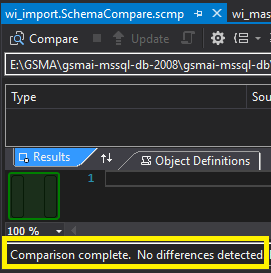 wi_import.SchemaCompare.scmp
wi_mas
Compare
Update
E:\GSMA\gsmai-mssql-db-2008\gsmai-mssql-db\
Type
Sou
Results
Object Definitions
1
100 %
Comparison complete. No differences detected